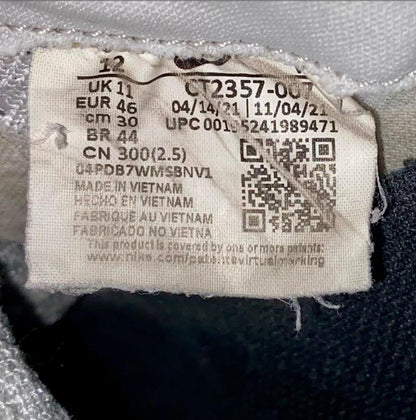 12
UK 11
EUR 46
cm 30
BR 44
CN 300(2.5)
CT2357-007
04/14/21 | 11/04/21
UPC 00195241989471
04PDB7WMSBNV1
MADE IN VIETNAM
HECHO EN VIETNAM
FABRIQUÉ AU VIETNAM
FABRICADO NO VIETNA
This product is covered by one or more patents:
www.nike.com/patentsvirtualmarking